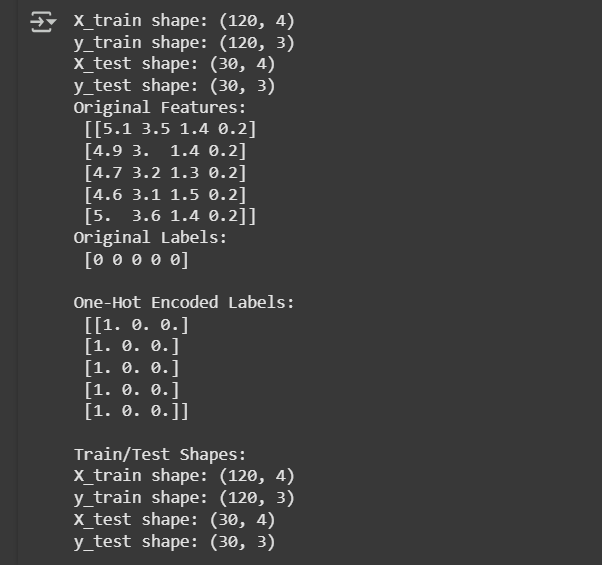 X_train shape: (120, 4)
y_train shape: (120, 3)
X_test shape: (30, 4)
y_test shape: (30, 3)
Original Features:
 [[5.1 3.5 1.4 0.2]
 [4.9 3.  1.4 0.2]
 [4.7 3.2 1.3 0.2]
 [4.6 3.1 1.5 0.2]
 [5.  3.6 1.4 0.2]]
Original Labels:
 [0 0 0 0 0]

One-Hot Encoded Labels:
 [[1. 0. 0.]
 [1. 0. 0.]
 [1. 0. 0.]
 [1. 0. 0.]
 [1. 0. 0.]]

Train/Test Shapes:
X_train shape: (120, 4)
y_train shape: (120, 3)
X_test shape: (30, 4)
y_test shape: (30, 3)